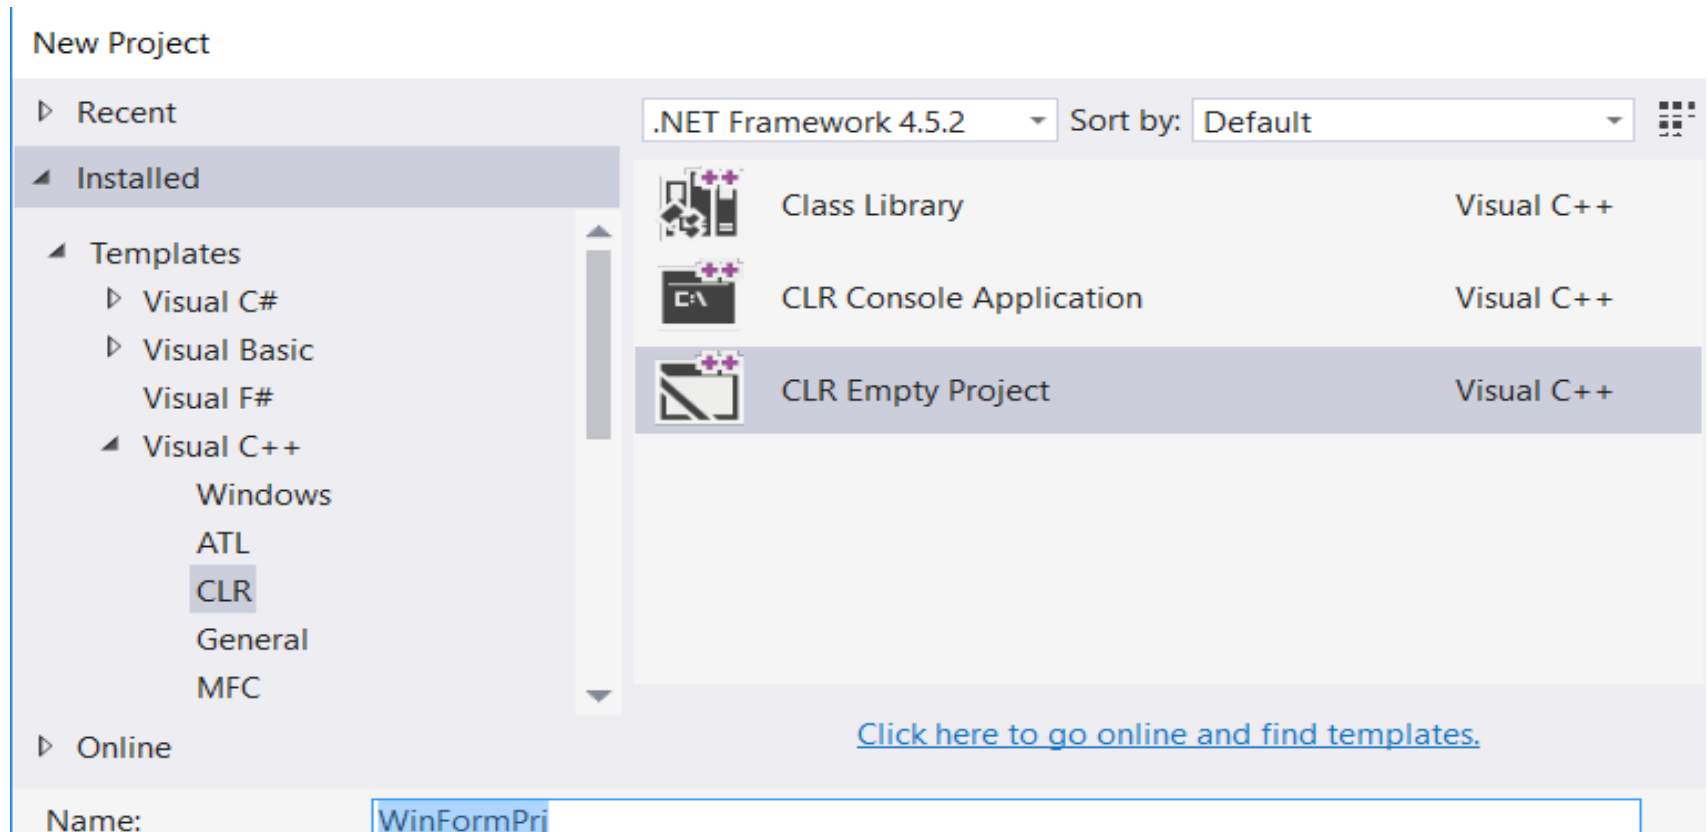 New Project
Recent
Installed
Templates
Visual C#
Visual Basic
Visual F#
Visual C++
Windows
ATL
CLR
General
MFC
Online
.NET Framework 4.5.2 Sort by: Default
Class Library Visual C++
C:\
CLR Console Application Visual C++
CLR Empty Project Visual C++
Click here to go online and find templates.
Name: WinFormPrj